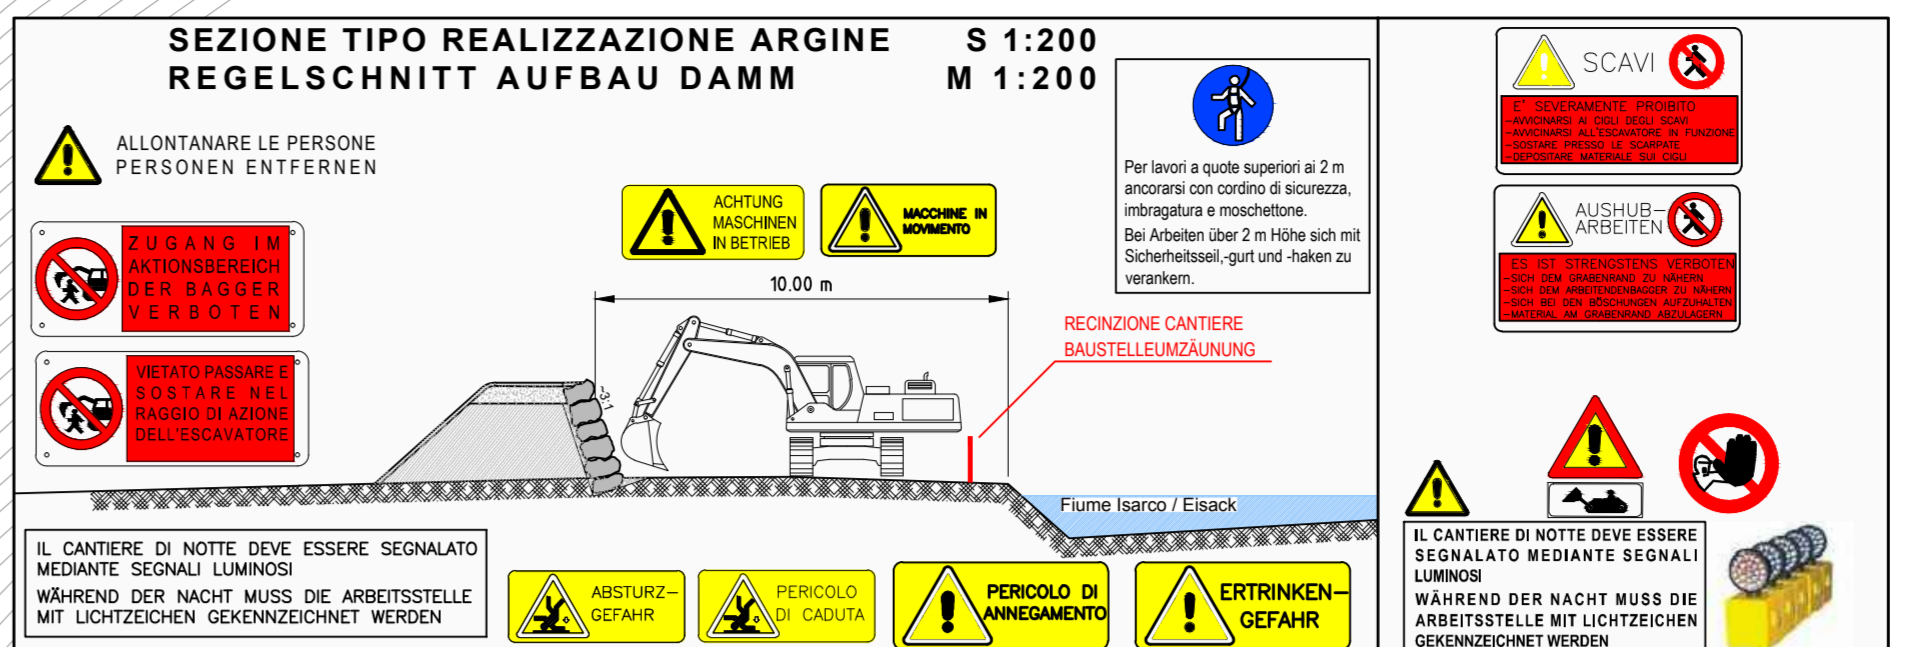 SEZIONE TIPO REALIZZAZIONE ARGINE S 1:200
REGELSCHNITT AUFBAU DAMM M 1:200
ALLONTANARE LE PERSONE
PERSONEN ENTFERNEN
ZUGANG IM
AKTIONSBEREICH
DER BAGGER
VERBOTEN
VIETATO PASSARE E
SOSTARE NEL
RAGGIO DI AZIONE
DELL'ESCAVATORE
ACHTUNG
MASCHINEN
IN BETRIEB
MACCHINE IN
MOVIMENTO
10.00 m
~3:1
Per lavori a quote superiori ai 2 m
ancorarsi con cordino di sicurezza,
imbragatura e moschettone.
Bei Arbeiten über 2 m Höhe sich mit
Sicherheitsseil,-gurt und -haken zu
verankern.
RECINZIONE CANTIERE
BAUSTELLEUMZÄUNUNG
Fiume Isarco / Eisack
IL CANTIERE DI NOTTE DEVE ESSERE SEGNALATO
MEDIANTE SEGNALI LUMINOSI
WÄHREND DER NACHT MUSS DIE ARBEITSSTELLE
MIT LICHTZEICHEN GEKENNZEICHNET WERDEN
ABSTURZ-
GEFAHR
PERICOLO
DI CADUTA
PERICOLO DI
ANNEGAMENTO
ERTRINKEN-
GEFAHR
SCAVI
E' SEVERAMENTE PROIBITO
-AVVICINARSI AI CIGLI DEGLI SCAVI
-AVVICINARSI ALL'ESCAVATORE IN FUNZIONE
-SOSTARE PRESSO LE SCARPATE
-DEPOSITARE MATERIALE SUI CIGLI
AUSHUB-
ARBEITEN
ES IST STRENGSTENS VERBOTEN
-SICH DEM GRABENRAND ZU NÄHERN
-SICH DEM ARBEITENDENBAGGER ZU NÄHERN
-SICH BEI DEN BÖSCHUNGEN AUFZUHALTEN
-MATERIAL AM GRABENRAND ABZULAGERN
IL CANTIERE DI NOTTE DEVE ESSERE
SEGNALATO MEDIANTE SEGNALI
LUMINOSI
WÄHREND DER NACHT MUSS DIE
ARBEITSSTELLE MIT LICHTZEICHEN
GEKENNZEICHNET WERDEN